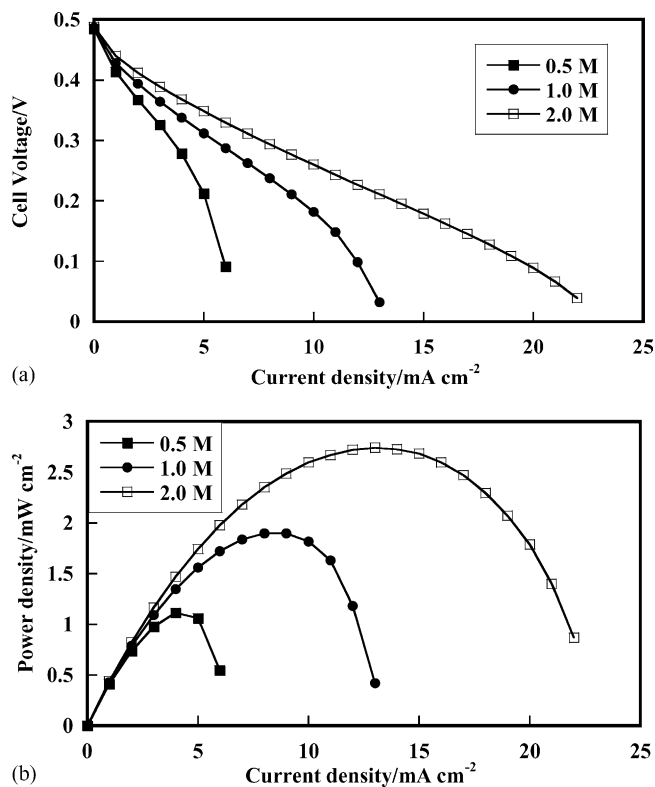 0.5
0.4
0.3
0.2
0.1
0
Cell Voltage/V
0.5 M
1.0 M
2.0 M
0 5 10 15 20 25
(a) Current density/mA cm⁻²
3
2.5
2
1.5
1
0.5
0
Power density/mW cm⁻²
0.5 M
1.0 M
2.0 M
0 5 10 15 20 25
(b) Current density/mA cm⁻²